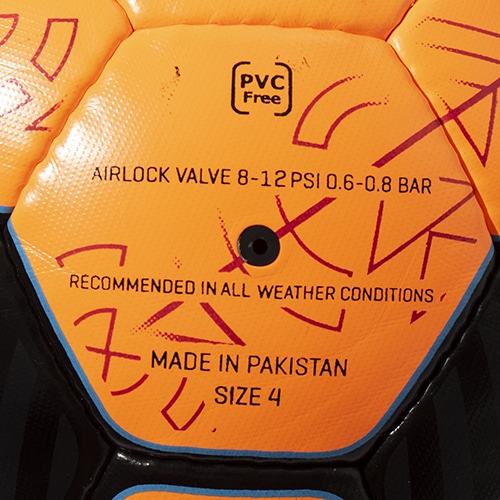 PVC
Free
AIRLOCK VALVE 8-12 PSI 0.6-0.8 BAR
RECOMMENDED IN ALL WEATHER CONDITIONS
MADE IN PAKISTAN
SIZE 4